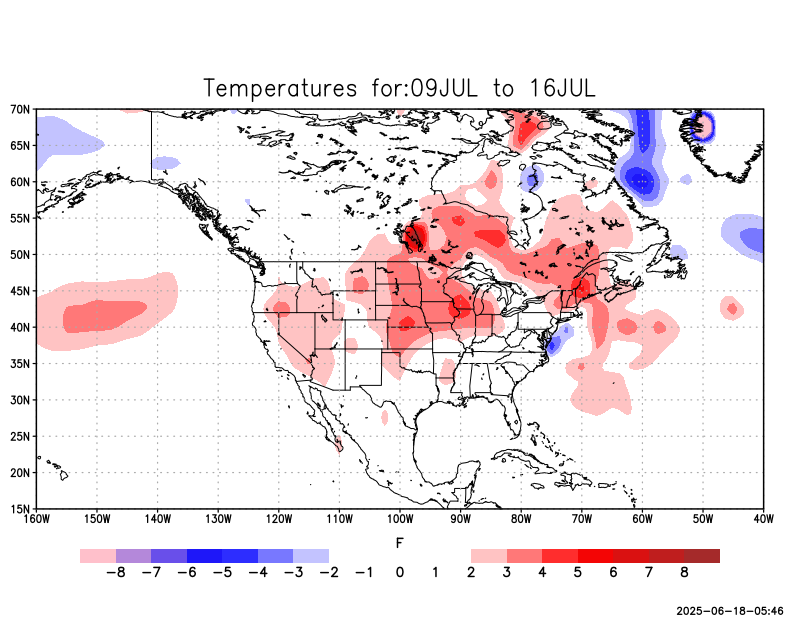 Temperatures for:09JUL to 16JUL
70N
65N
60N
55N
50N
45N
40N
35N
30N
25N
20N
15N
160W 150W 140W 130W 120W 110W 100W 90W 80W 70W 60W 50W 40W
F
−8 −7 −6 −5 −4 −3 −2 −1 0 1 2 3 4 5 6 7 8
2025-06-18-05:46